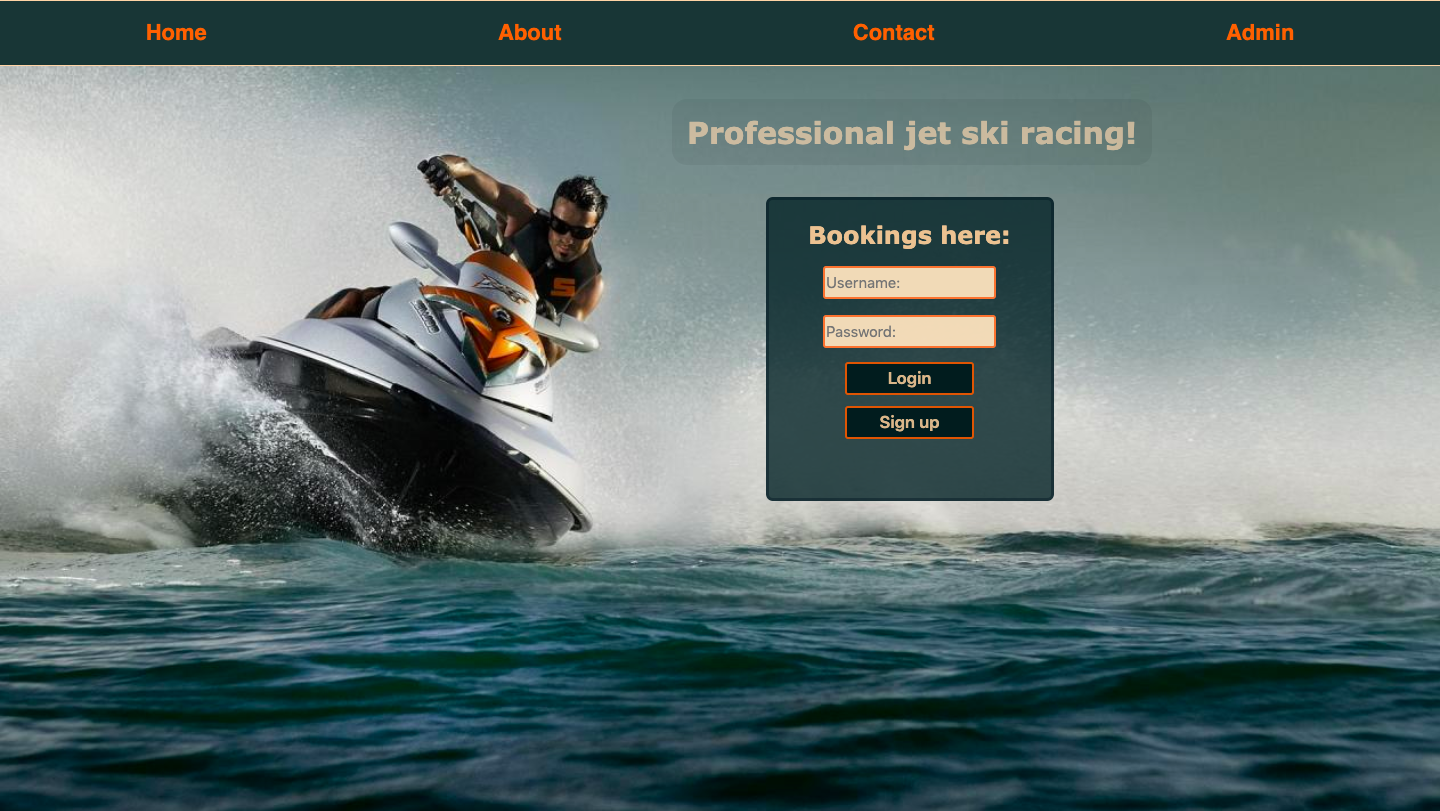 Home About Contact Admin
Professional jet ski racing!
Bookings here:
Username:
Password:
Login
Sign up